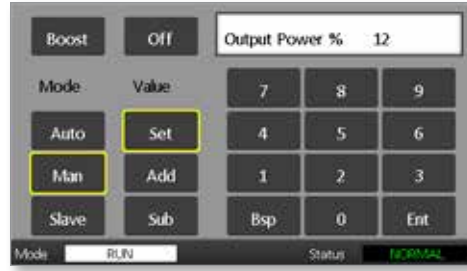 Boost Off Output Power % 12
Mode Value 7 8 9
Auto Set 4 5 6
Man Add 1 2 3
Slave Sub Bsp 0 Ent
Mode RUN Status NORMAL